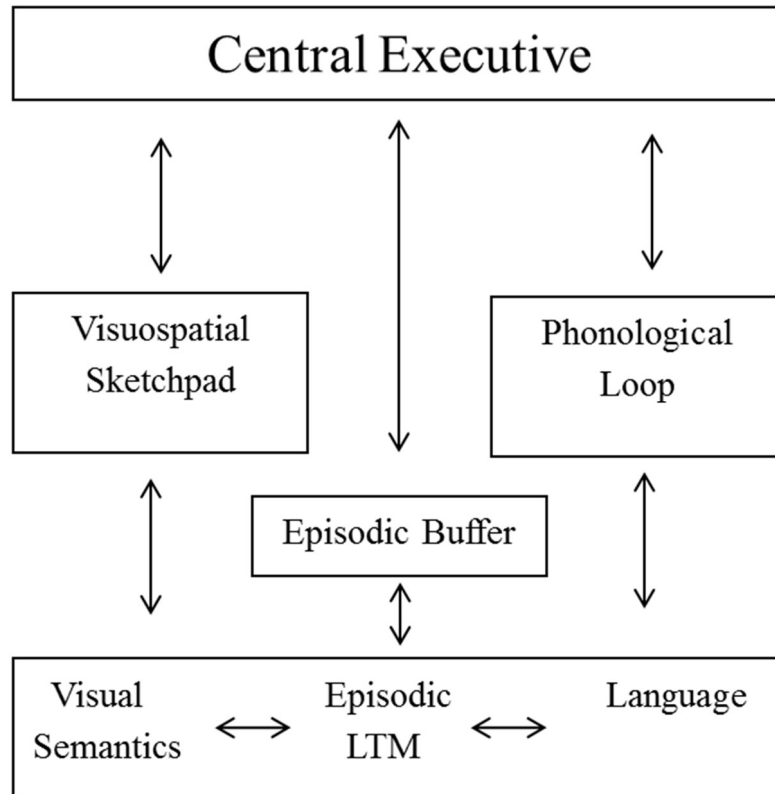 Central Executive
Visuospatial
Sketchpad
Phonological
Loop
Episodic Buffer
Visual
Semantics
Episodic
LTM
Language